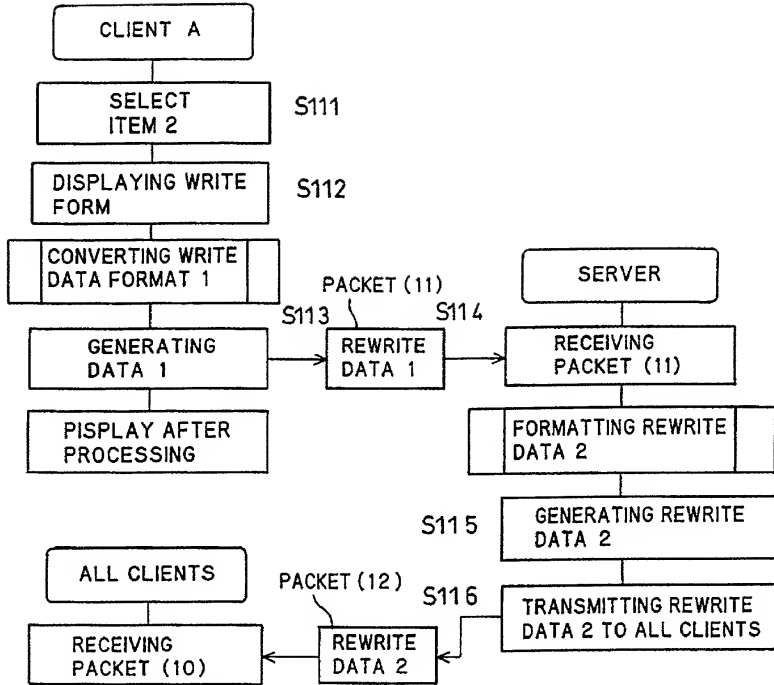 CLIENT A
SELECT
ITEM 2
S111
DISPLAYING WRITE
FORM
S112
CONVERTING WRITE
DATA FORMAT 1
GENERATING
DATA 1
S113
PACKET (11)
REWRITE
DATA 1
S114
PISPLAY AFTER
PROCESSING
SERVER
RECEIVING
PACKET (11)
FORMATTING REWRITE
DATA 2
S115
GENERATING REWRITE
DATA 2
S116
TRANSMITTING REWRITE
DATA 2 TO ALL CLIENTS
PACKET (12)
REWRITE
DATA 2
ALL CLIENTS
RECEIVING
PACKET (10)